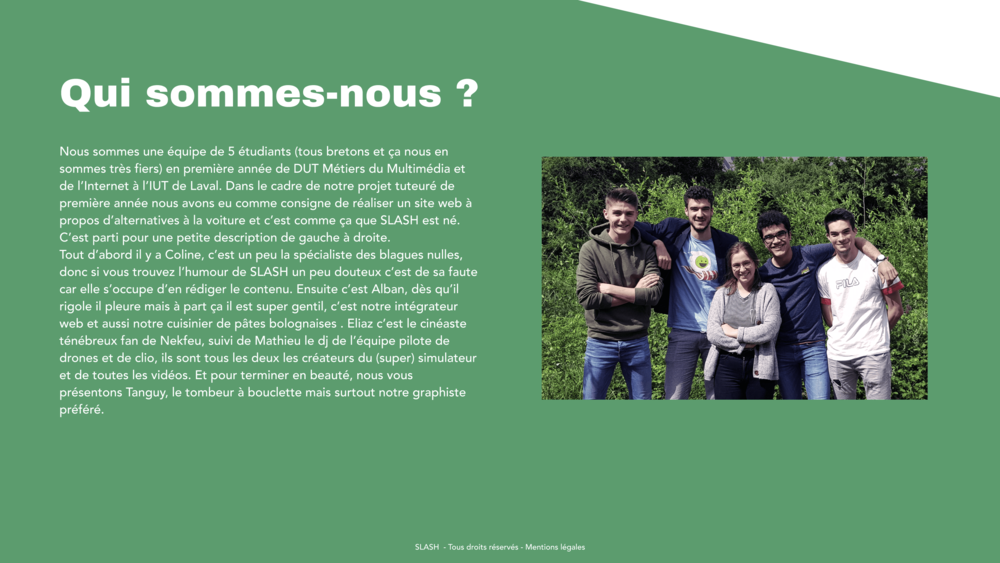 Qui sommes-nous ?
Nous sommes une équipe de 5 étudiants (tous bretons et ça nous en
sommes très fiers) en première année de DUT Métiers du Multimédia et
de l'Internet à l'IUT de Laval. Dans le cadre de notre projet tuteuré de
première année nous avons eu comme consigne de réaliser un site web à
propos d'alternatives à la voiture et c'est comme ça que SLASH est né.
C'est parti pour une petite description de gauche à droite.
Tout d'abord il y a Coline, c'est un peu la spécialiste des blagues nulles,
donc si vous trouvez l'humour de SLASH un peu douteux c'est de sa faute
car elle s'occupe d'en rédiger le contenu. Ensuite c'est Alban, dès qu'il
rigole il pleure mais à part ça il est super gentil, c'est notre intégrateur
web et aussi notre cuisinier de pâtes bolognaises . Eliaz c'est le cinéaste
ténébreux fan de Nekfeu, suivi de Mathieu le dj de l'équipe pilote de
drones et de clio, ils sont tous les deux les créateurs du (super) simulateur
et de toutes les vidéos. Et pour terminer en beauté, nous vous
présentons Tanguy, le tombeur à bouclette mais surtout notre graphiste
préféré.
FILA
SLASH - Tous droits réservés - Mentions légales